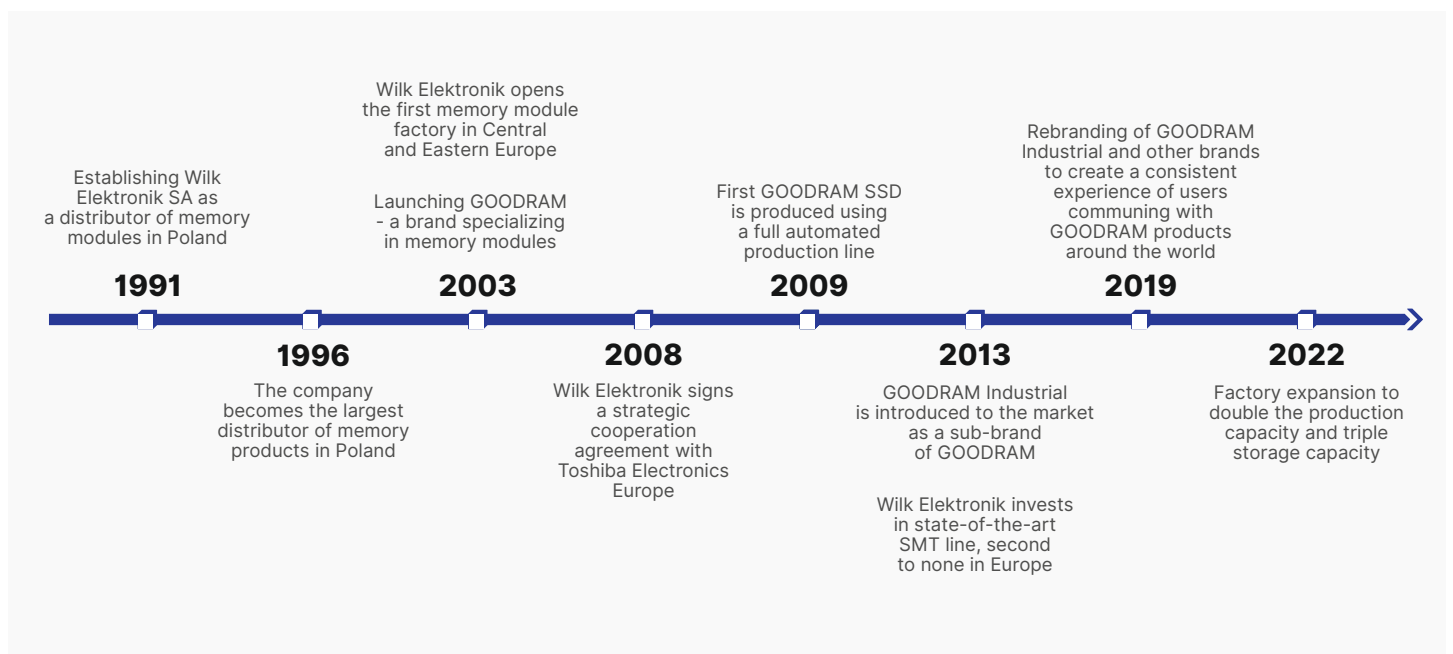 Establishing Wilk
Elektronik SA as
a distributor of memory
modules in Poland
1991
The company
becomes the largest
distributor of memory
products in Poland
1996
Wilk Elektronik opens
the first memory module
factory in Central
and Eastern Europe
Launching GOODRAM
- a brand specializing
in memory modules
2003
2008
Wilk Elektronik signs
a strategic
cooperation
agreement with
Toshiba Electronics
Europe
First GOODRAM SSD
is produced using
a full automated
production line
2009
2013
GOODRAM Industrial
is introduced to the market
as a sub-brand
of GOODRAM
Wilk Elektronik invests
in state-of-the-art
SMT line, second
to none in Europe
Rebranding of GOODRAM
Industrial and other brands
to create a consistent
experience of users
communing with
GOODRAM products
around the world
2019
2022
Factory expansion to
double the production
capacity and triple
storage capacity